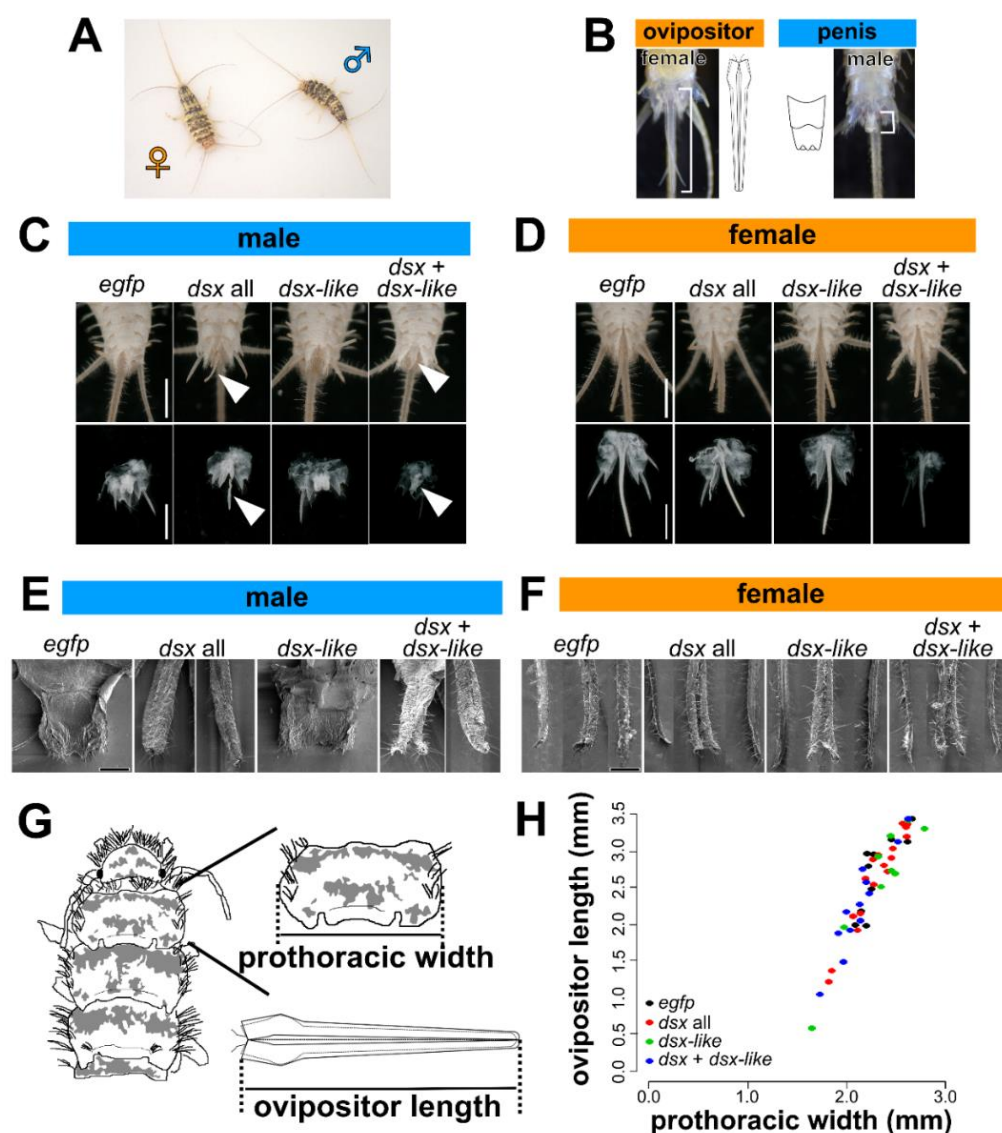 A
♂
♀
B
ovipositor
penis
female
male
C
male
egfp
dsx all
dsx-like
dsx +
dsx-like
D
female
egfp
dsx all
dsx-like
dsx +
dsx-like
E
male
egfp
dsx all
dsx-like
dsx +
dsx-like
F
female
egfp
dsx all
dsx-like
dsx +
dsx-like
G
prothoracic width
ovipositor length
H
ovipositor length (mm)
3.5
3.0
2.5
2.0
1.5
1.0
0.5
0.0
egfp
dsx all
dsx-like
dsx + dsx-like
0.0
1.0
2.0
3.0
prothoracic width (mm)